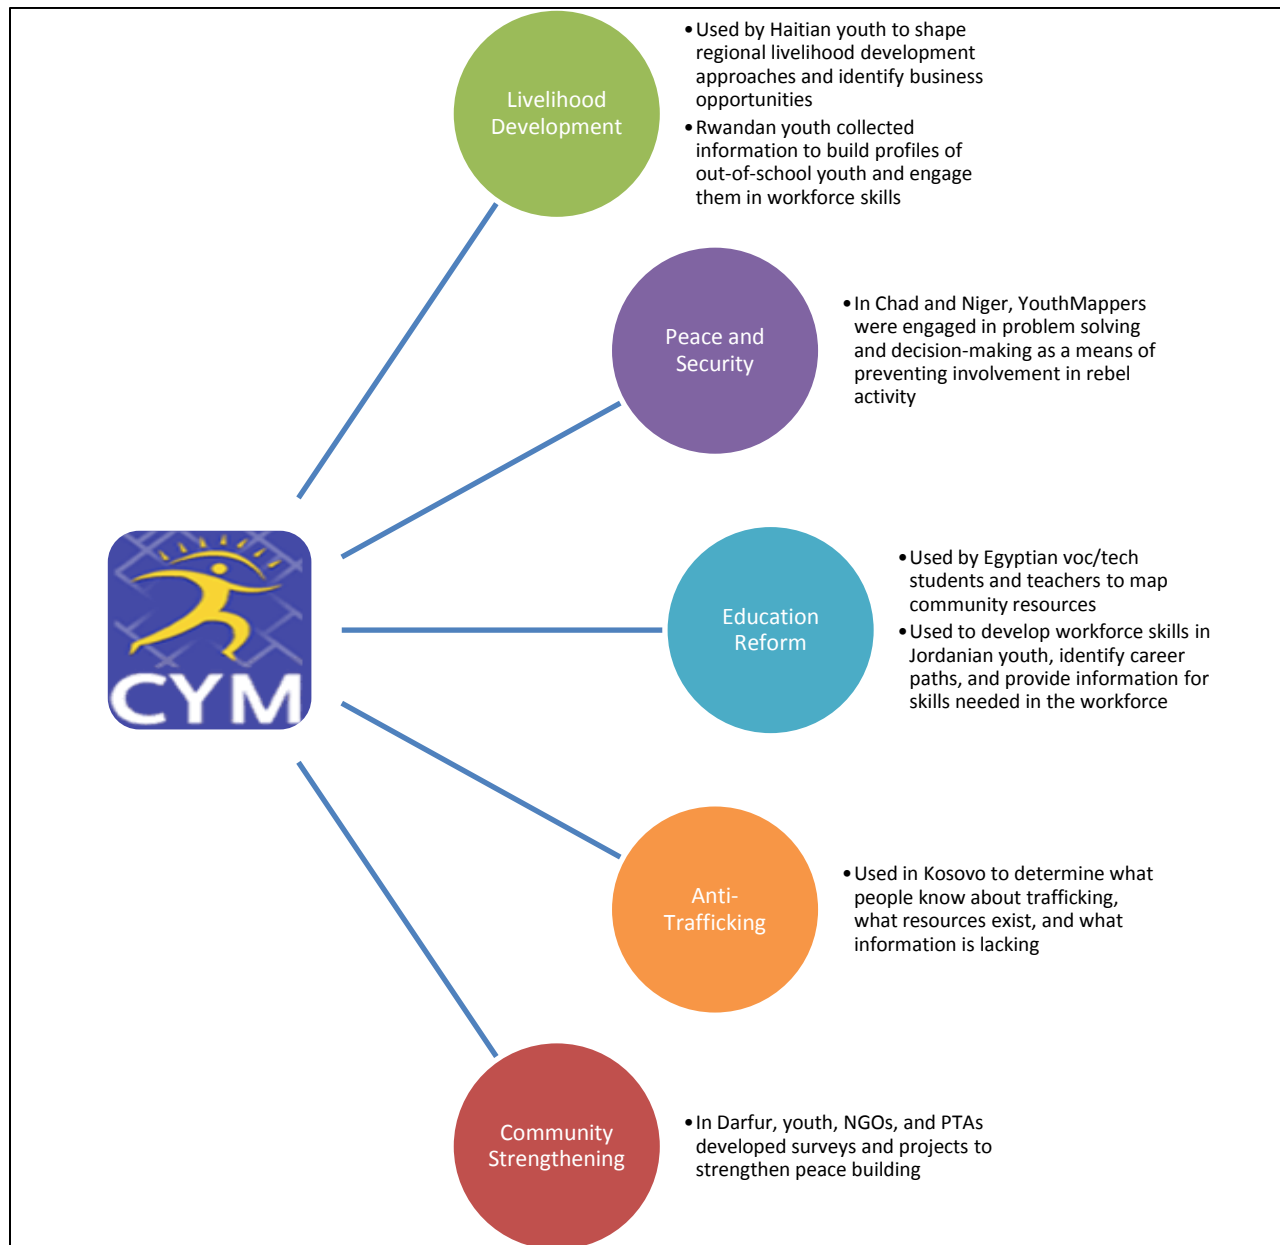 Livelihood
Development
•Used by Haitian youth to shape
regional livelihood development
approaches and identify business
opportunities
•Rwandan youth collected
information to build profiles of
out-of-school youth and engage
them in workforce skills
Peace and
Security
•In Chad and Niger, YouthMappers
were engaged in problem solving
and decision-making as a means of
preventing involvement in rebel
activity
CYM
Education
Reform
•Used by Egyptian voc/tech
students and teachers to map
community resources
•Used to develop workforce skills in
Jordanian youth, identify career
paths, and provide information for
skills needed in the workforce
Anti-
Trafficking
•Used in Kosovo to determine what
people know about trafficking,
what resources exist, and what
information is lacking
Community
Strengthening
•In Darfur, youth, NGOs, and PTAs
developed surveys and projects to
strengthen peace building